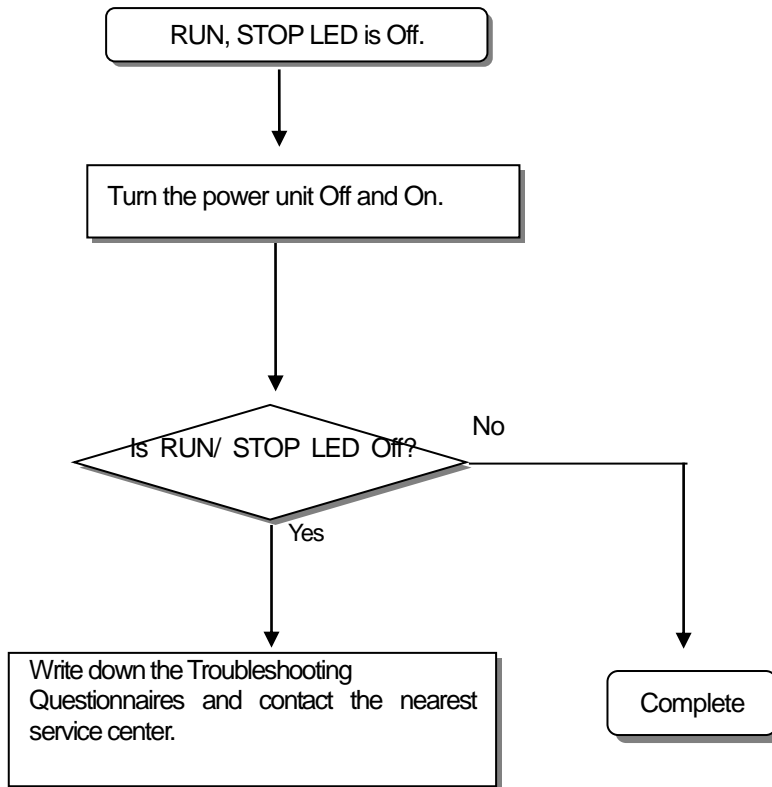 RUN, STOP LED is Off.
Turn the power unit Off and On.
Is RUN/ STOP LED Off?
No
Yes
Write down the Troubleshooting
Questionnaires and contact the nearest
service center.
Complete